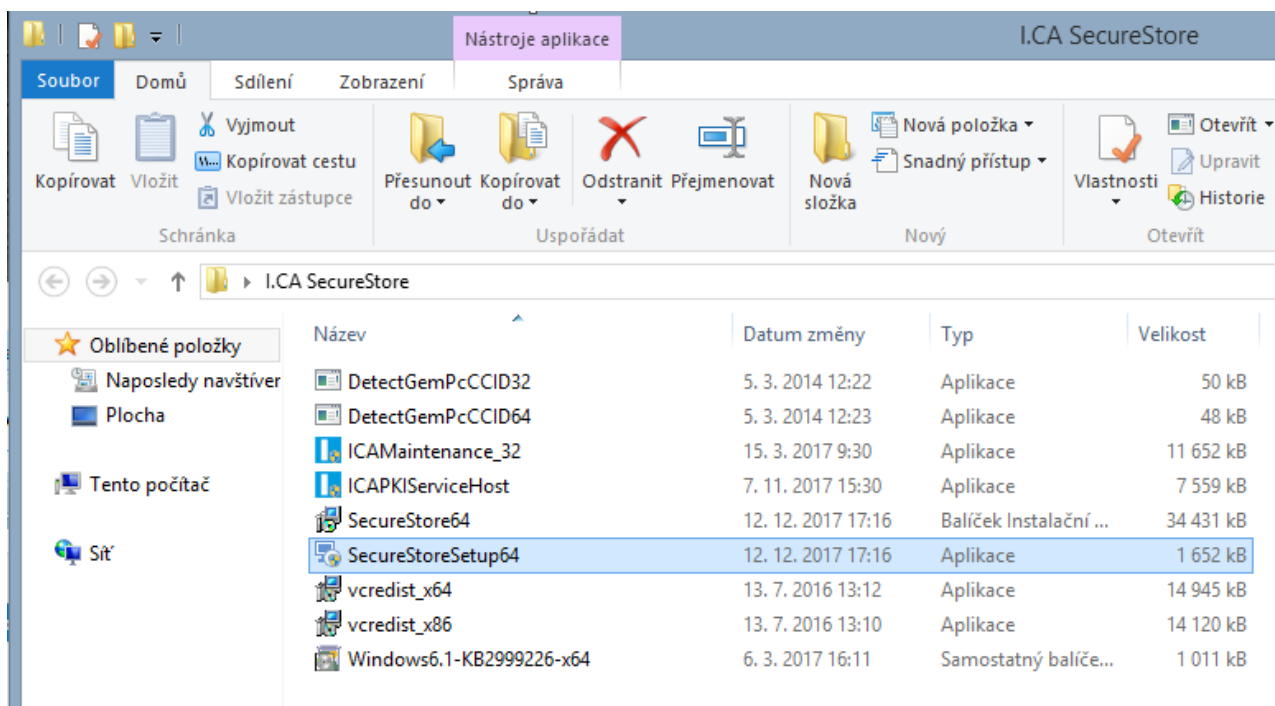 Nástroje aplikace
I.CA SecureStore
Soubor Domů Sdílení Zobrazení Správa
Kopírovat
Vložit
Vyjmout
Kopírovat cestu
Vložit zástupce
Schránka
Přesunout do
Kopírovat do
Odstranit
Přejmenovat
Uspořádat
Nová složka
Nová položka
Snadný přístup
Nový
Vlastnosti
Otevřít
Upravit
Historie
Otevřít
I.CA SecureStore
Oblíbené položky
Naposledy navštíver
Plocha
Tento počítač
Síť
Název Datum změny Typ Velikost
DetectGemPcCCID32 5. 3. 2014 12:22 Aplikace 50 kB
DetectGemPcCCID64 5. 3. 2014 12:23 Aplikace 48 kB
ICAMaintenance_32 15. 3. 2017 9:30 Aplikace 11 652 kB
ICAPKIServiceHost 7. 11. 2017 15:30 Aplikace 7 559 kB
SecureStore64 12. 12. 2017 17:16 Balíček Instalační ... 34 431 kB
SecureStoreSetup64 12. 12. 2017 17:16 Aplikace 1 652 kB
vcredist_x64 13. 7. 2016 13:12 Aplikace 14 945 kB
vcredist_x86 13. 7. 2016 13:10 Aplikace 14 120 kB
Windows6.1-KB2999226-x64 6. 3. 2017 16:11 Samostatný balíče... 1 011 kB